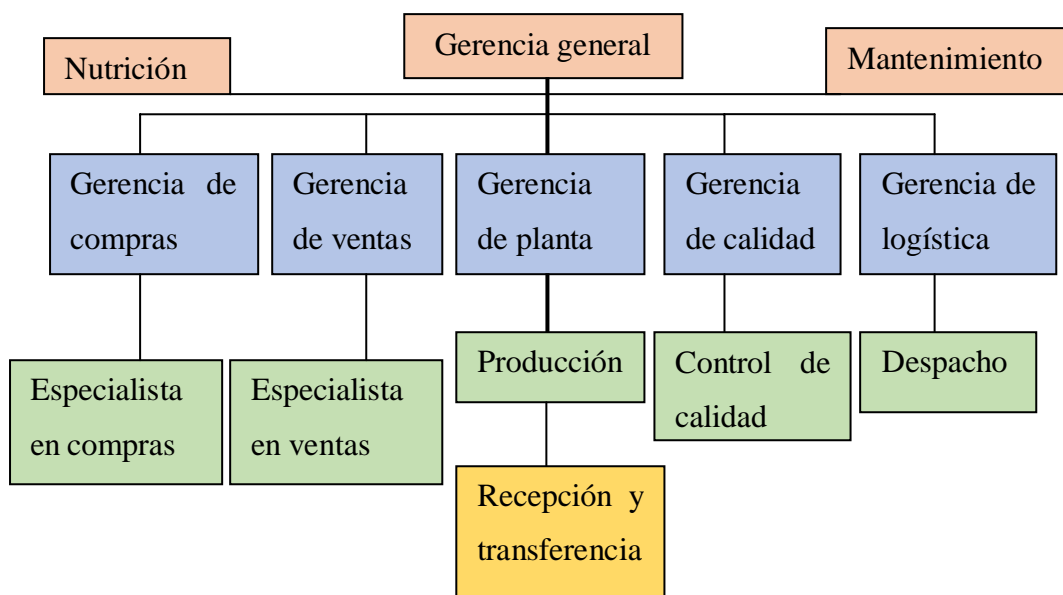 Gerencia general
Nutrición
Mantenimiento
Gerencia de
compras
Gerencia
de ventas
Gerencia
de planta
Gerencia
de calidad
Gerencia de
logística
Especialista
en compras
Especialista
en ventas
Producción
Control de
calidad
Despacho
Recepción y
transferencia